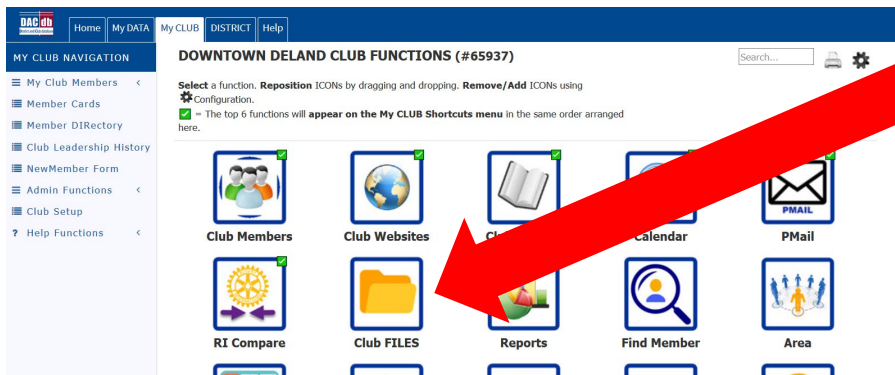 DACdb
Home
My DATA
My CLUB
DISTRICT
Help
MY CLUB NAVIGATION
My Club Members <
Member Cards
Member DIRectory
Club Leadership History
NewMember Form
Admin Functions <
Club Setup
? Help Functions <
DOWNTOWN DELAND CLUB FUNCTIONS (#65937)
Search...
Select a function. Reposition ICONs by dragging and dropping. Remove/Add ICONs using
Configuration.
= The top 6 functions will appear on the My CLUB Shortcuts menu in the same order arranged
here.
Club Members
Club Websites
Calendar
PMAIL
PMail
RI Compare
Club FILES
Reports
Find Member
Area